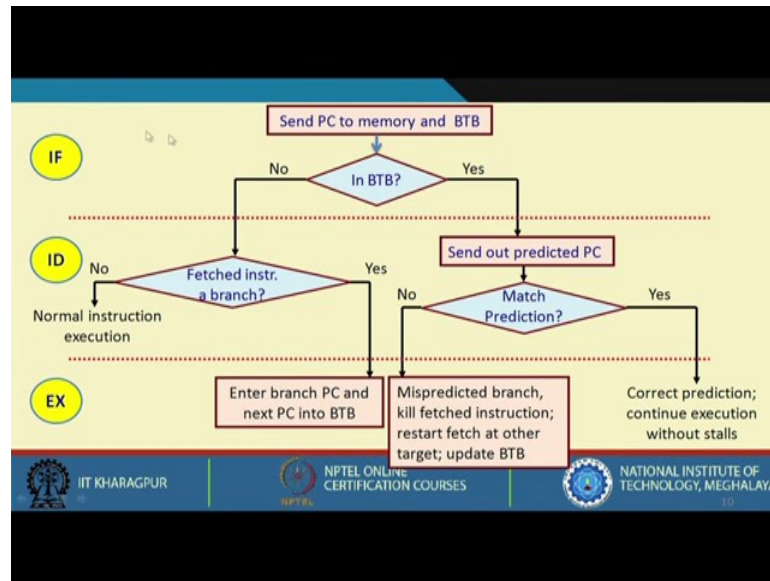 Send PC to memory and BTB
IF
No
In BTB?
Yes
ID
Send out predicted PC
No
Fetched instr.
a branch?
Yes
No
Match
Prediction?
Yes
Normal instruction
execution
EX
Enter branch PC and
next PC into BTB
Mispredicted branch,
kill fetched instruction;
restart fetch at other
target; update BTB
Correct prediction;
continue execution
without stalls
IIT KHARAGPUR
NPTEL
NPTEL ONLINE
CERTIFICATION COURSES
NATIONAL INSTITUTE OF
TECHNOLOGY, MEGHALAYA
10